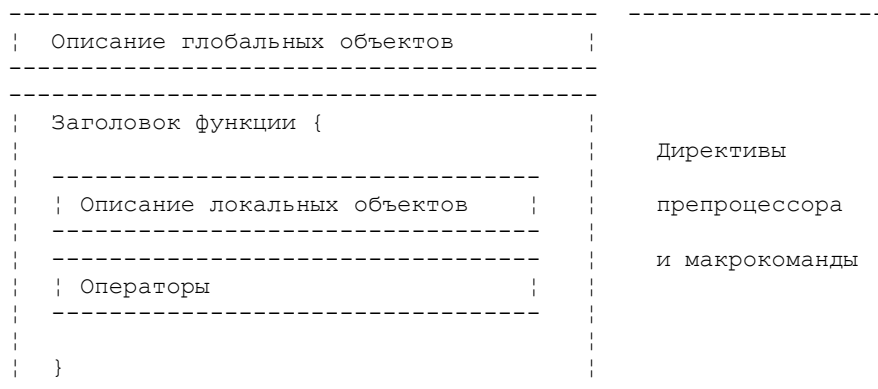 Описание глобальных объектов
Заголовок функции {
Директивы
Описание локальных объектов
препроцессора
и макрокоманды
Операторы
}